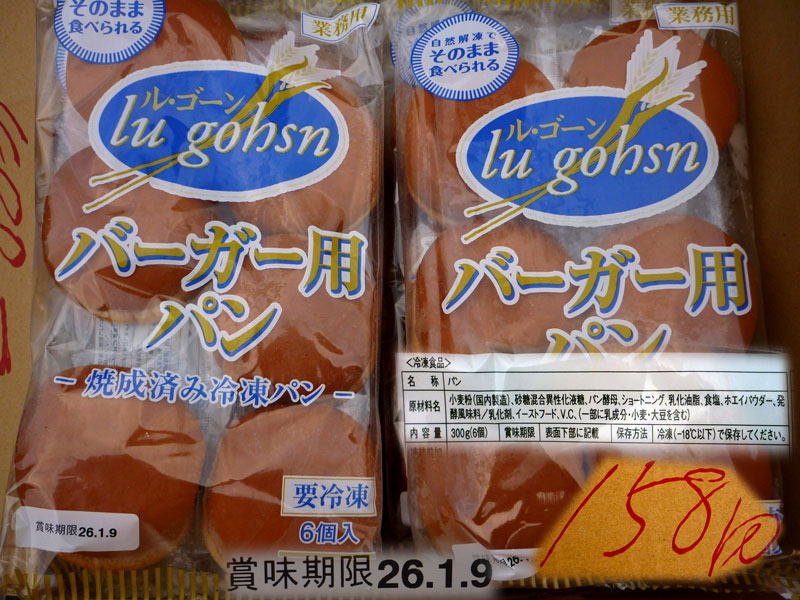 そのまま
食べられる
業務用
ル・ゴーン
lu gohsn
バーガー用
パン
－焼成済み冷凍パン－
要冷凍
6個入
賞味期限26.1.9
自然解凍で
そのまま
食べられる
業務用
ル・ゴーン
lu gohsn
バーガー用
パン
<冷凍食品>
名 称 パン
原材料名 小麦粉(国内製造)、砂糖混合異性化液糖、パン酵母、ショートニング、乳化油脂、食塩、ホエイパウダー、発
酵風味料/乳化剤、イーストフード、V.C、(一部に乳成分・小麦・大豆を含む)
内 容 量 300g(6個) 賞味期限 表面下部に記載 保存方法 冷凍(-18℃以下)で保存してください。
158
賞味期限26.1.9